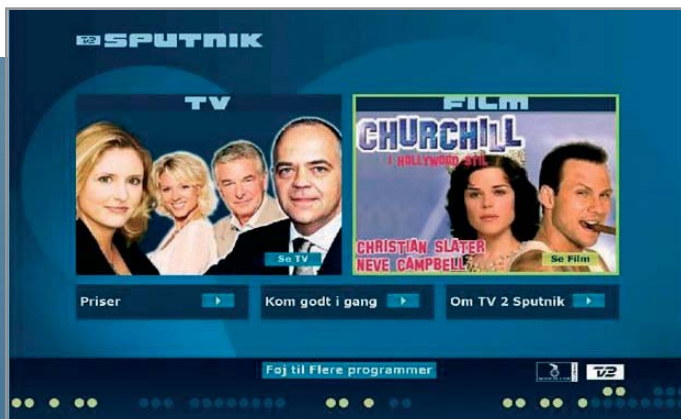 TV2 SPUTNIK
TV
FILM
CHURCHILL
I HOLLYWOOD STIL
CHRISTIAN SLATER
NEVE CAMPBELL
Se TV
Se Film
Priser
Kom godt i gang
Om TV 2 Sputnik
Føj til Flere programmer
TV2